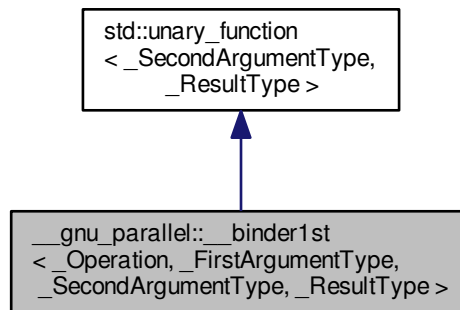 std::unary_function
< _SecondArgumentType,
_ResultType >
__gnu_parallel::__binder1st
< _Operation, _FirstArgumentType,
_SecondArgumentType, _ResultType >